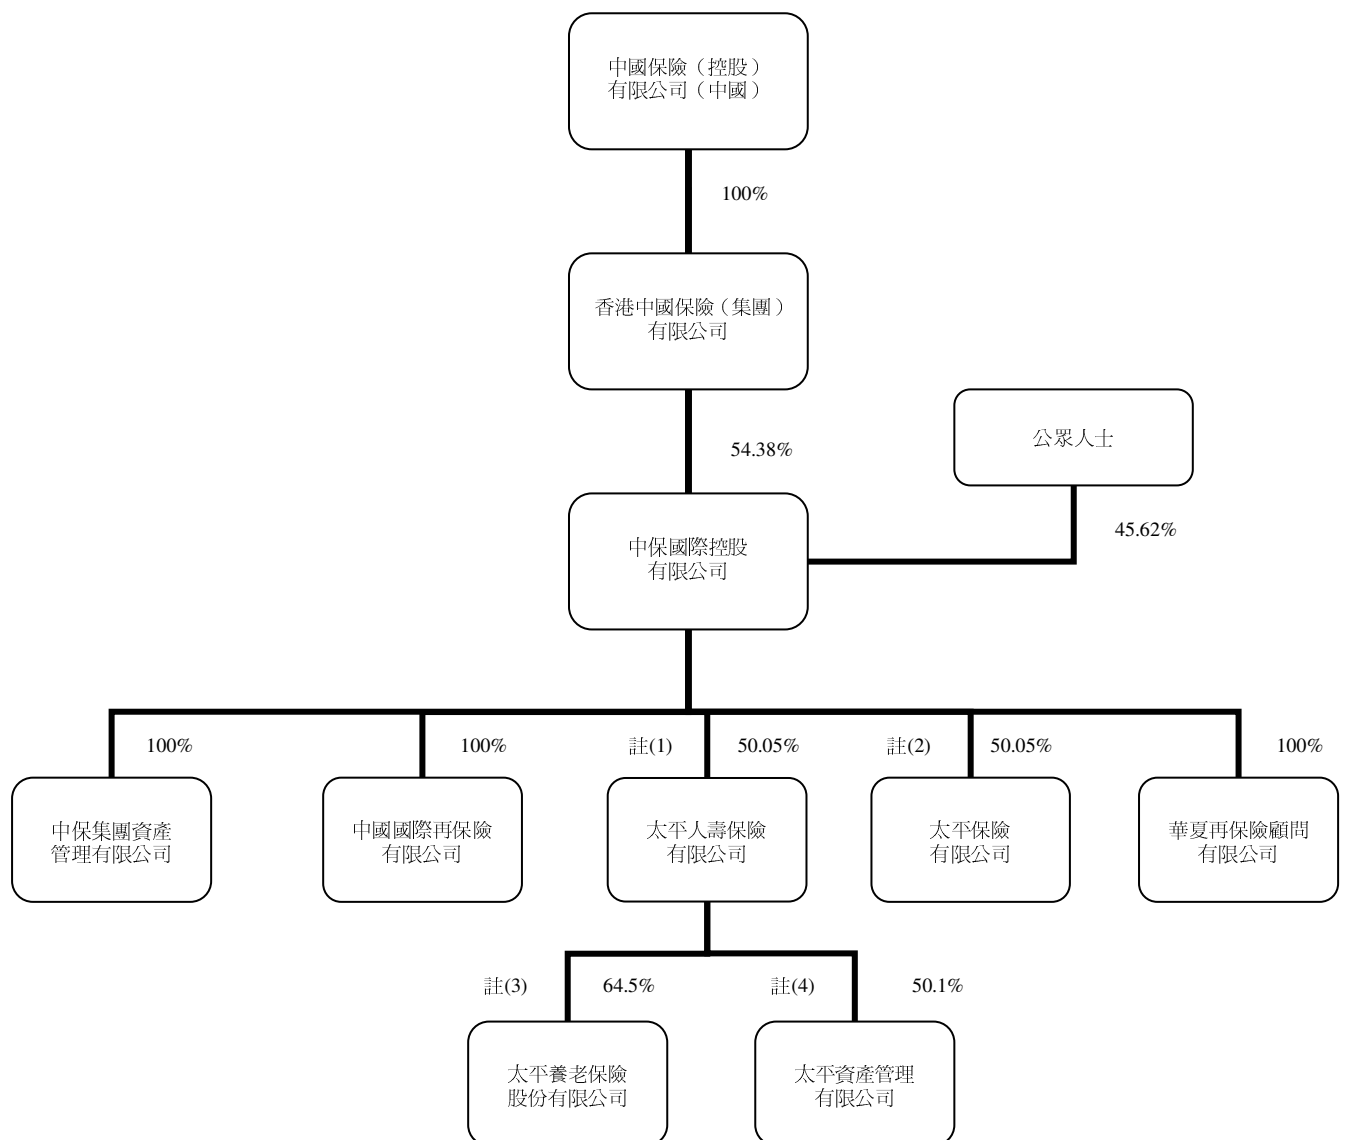 中國保險（控股）
有限公司（中國）
100%
香港中國保險（集團）
有限公司
54.38%
公眾人士
45.62%
中保國際控股
有限公司
100%
100%
註(1)
50.05%
註(2)
50.05%
100%
中保集團資產
管理有限公司
中國國際再保險
有限公司
太平人壽保險
有限公司
太平保險
有限公司
華夏再保險顧問
有限公司
註(3)
64.5%
註(4)
50.1%
太平養老保險
股份有限公司
太平資產管理
有限公司